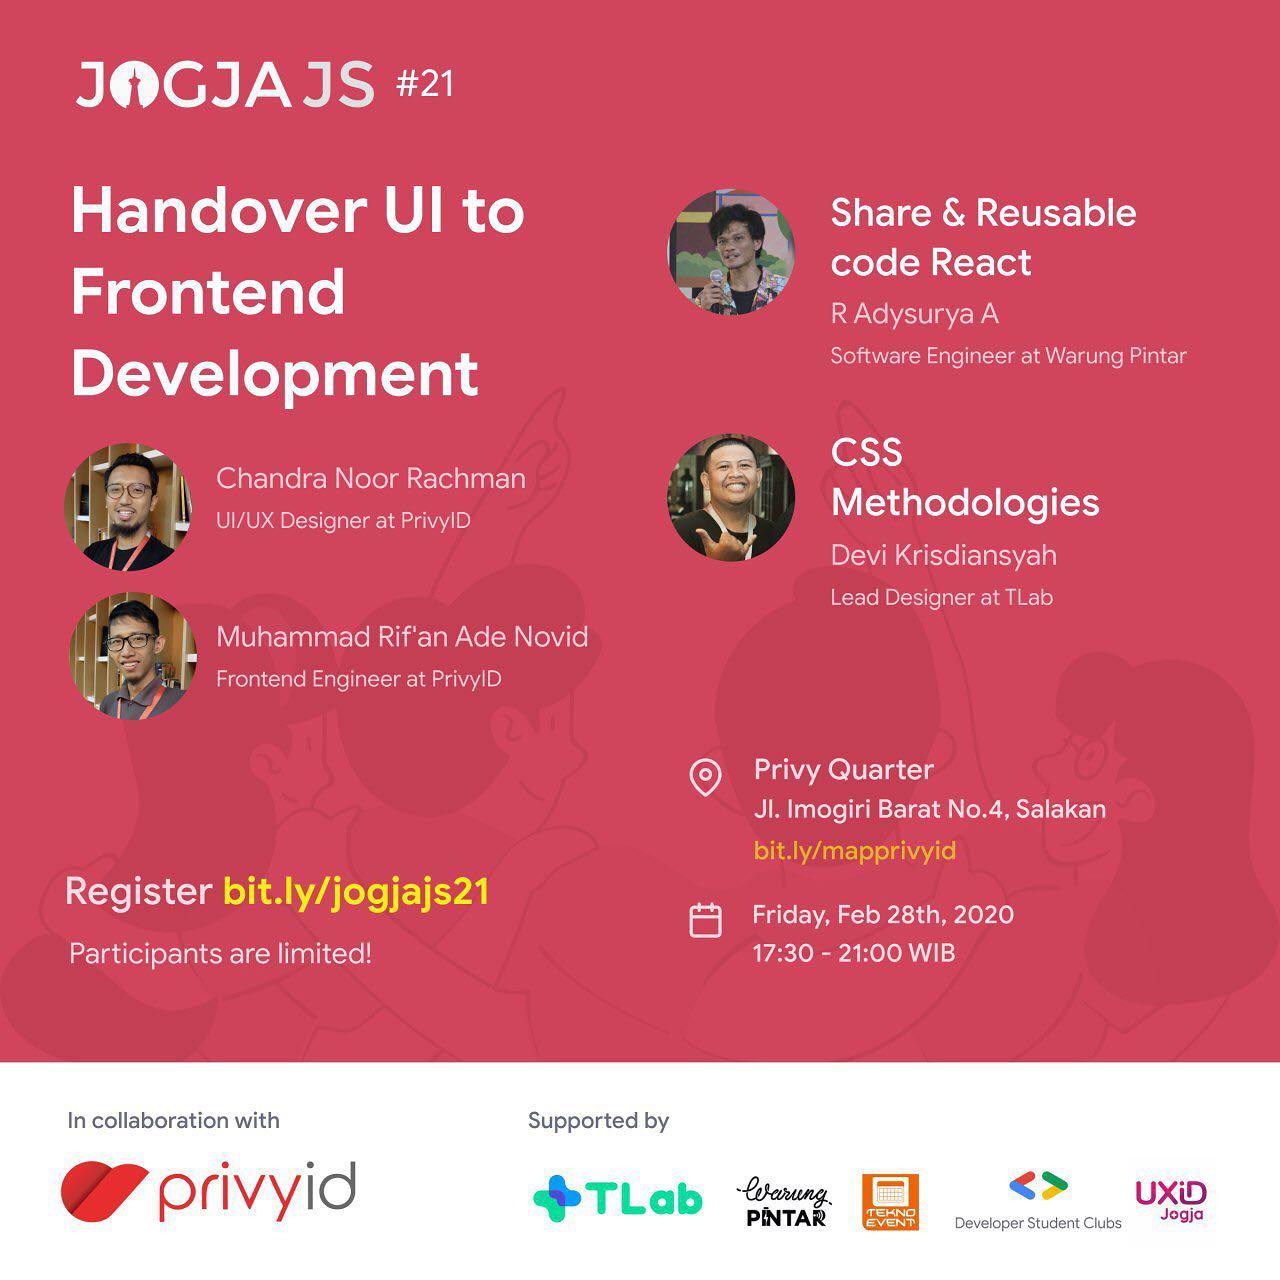 JOGJA JS #21
Handover UI to
Frontend
Development
Chandra Noor Rachman
UI/UX Designer at PrivyID
Muhammad Rif'an Ade Novid
Frontend Engineer at PrivyID
Share & Reusable
code React
R Adysurya A
Software Engineer at Warung Pintar
CSS
Methodologies
Devi Krisdiansyah
Lead Designer at TLab
Privy Quarter
Jl. Imogiri Barat No.4, Salakan
bit.ly/mapprivyid
Friday, Feb 28th, 2020
17:30 - 21:00 WIB
Register bit.ly/jogjajs21
Participants are limited!
In collaboration with
privyid
Supported by
TLab
Warung
PINTAR
TEKNO
EVENT
Developer Student Clubs
UXiD
Jogja